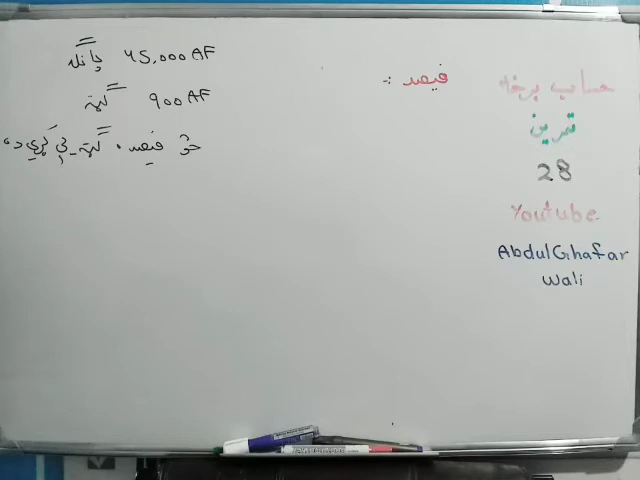 حساب برخه
تمرین
28
Youtube
AbdulGhafar
Wali
فیصد :-
45,000 AF پانګه
900 AF ګټه
څو فیصده ګټه یې کړې ده